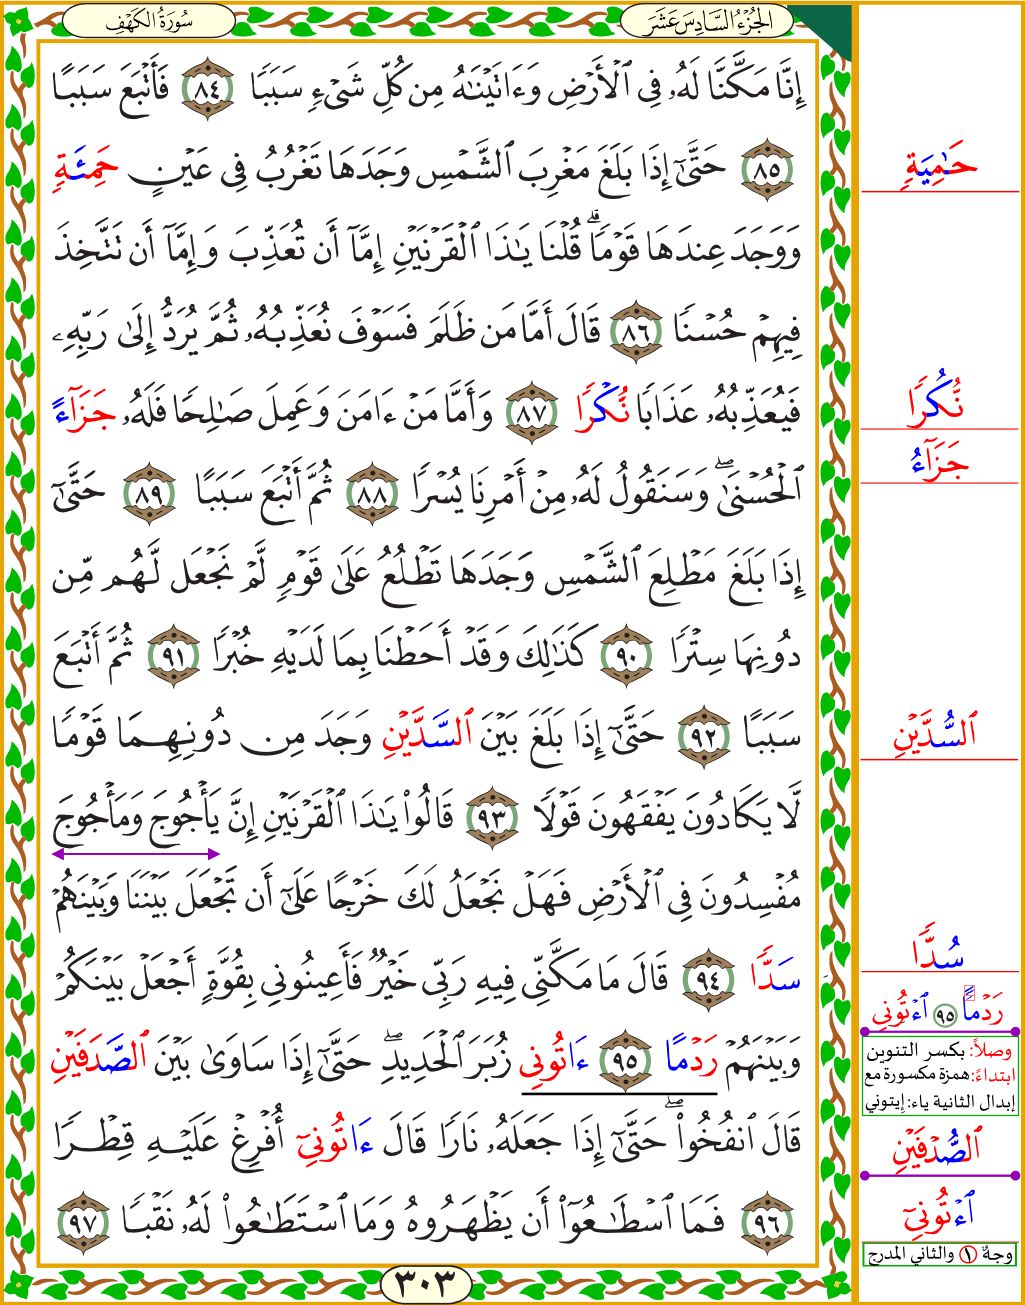 الجُزْءُ السَّادِسَ عَشَرَ
سُورَةُ الكَهْفِ
إِنَّا مَكَّنَّا لَهُۥ فِي ٱلْأَرْضِ وَءَاتَيْنَٰهُ مِن كُلِّ شَيْءٖ سَبَبٗا ٨٤ فَأَتْبَعَ سَبَبًا
٨٥ حَتَّىٰٓ إِذَا بَلَغَ مَغْرِبَ ٱلشَّمْسِ وَجَدَهَا تَغْرُبُ فِي عَيْنٍ حَمِئَةٖ
وَوَجَدَ عِندَهَا قَوْمٗاۗ قُلْنَا يَٰذَا ٱلْقَرْنَيْنِ إِمَّآ أَن تُعَذِّبَ وَإِمَّآ أَن تَتَّخِذَ
فِيهِمْ حُسْنٗا ٨٦ قَالَ أَمَّا مَن ظَلَمَ فَسَوْفَ نُعَذِّبُهُۥ ثُمَّ يُرَدُّ إِلَىٰ رَبِّهِۦ
فَيُعَذِّبُهُۥ عَذَابٗا نُّكْرٗا ٨٧ وَأَمَّا مَنْ ءَامَنَ وَعَمِلَ صَٰلِحٗا فَلَهُۥ جَزَآءً
ٱلْحُسْنَىٰۖ وَسَنَقُولُ لَهُۥ مِنْ أَمْرِنَا يُسْرٗا ٨٨ ثُمَّ أَتْبَعَ سَبَبًا ٨٩ حَتَّىٰٓ
إِذَا بَلَغَ مَطْلِعَ ٱلشَّمْسِ وَجَدَهَا تَطْلُعُ عَلَىٰ قَوْمٖ لَّمْ نَجْعَل لَّهُم مِّن
دُونِهَا سِتْرٗا ٩٠ كَذَٰلِكَ وَقَدْ أَحَطْنَا بِمَا لَدَيْهِ خُبْرٗا ٩١ ثُمَّ أَتْبَعَ
سَبَبًا ٩٢ حَتَّىٰٓ إِذَا بَلَغَ بَيْنَ ٱلسَّدَّيْنِ وَجَدَ مِن دُونِهِمَا قَوْمٗا
لَّا يَكَادُونَ يَفْقَهُونَ قَوْلٗا ٩٣ قَالُواْ يَٰذَا ٱلْقَرْنَيْنِ إِنَّ يَأْجُوجَ وَمَأْجُوجَ
مُفْسِدُونَ فِي ٱلْأَرْضِ فَهَلْ نَجْعَلُ لَكَ خَرْجًا عَلَىٰٓ أَن تَجْعَلَ بَيْنَنَا وَبَيْنَهُمْ
سَدّٗا ٩٤ قَالَ مَا مَكَّنِّي فِيهِ رَبِّي خَيْرٞ فَأَعِينُونِي بِقُوَّةٍ أَجْعَلْ بَيْنَكُمْ
وَبَيْنَهُمْ رَدْمًا ٩٥ ءَاتُونِي زُبَرَ ٱلْحَدِيدِۖ حَتَّىٰٓ إِذَا سَاوَىٰ بَيْنَ ٱلصَّدَفَيْنِ
قَالَ ٱنفُخُواْۖ حَتَّىٰٓ إِذَا جَعَلَهُۥ نَارٗا قَالَ ءَاتُونِيٓ أُفْرِغْ عَلَيْهِ قِطْرٗا
٩٦ فَمَا ٱسْطَٰعُوٓاْ أَن يَظْهَرُوهُ وَمَا ٱسْتَطَٰعُواْ لَهُۥ نَقْبٗا ٩٧
٣٠٣
حَٰمِيَةٖ
نُّكُرٗا
جَزَآءُ
ٱلسُّدَّيْنِ
سُدّٗا
رَدْمًا ٩٥ ٱءْتُونِي
وصلاً: بكسر التنوين
ابتداءً: همزة مكسورة مع
إبدال الثانية ياء: إيتوني
ٱلصُّدْفَيْنِ
ٱءْتُونِيٓ
وجهٌ ١ والثاني المدرج